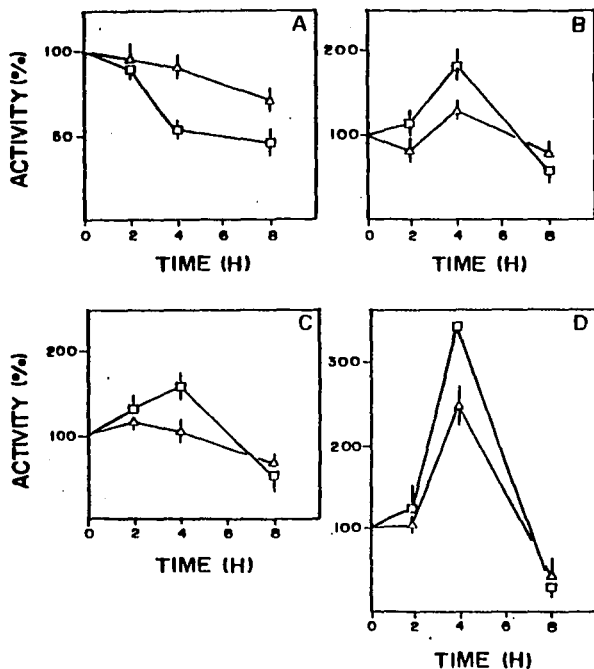 A
100
50
ACTIVITY (%)
0 2 4 6 8
TIME (H)
B
200
100
0 2 4 6 8
TIME (H)
C
200
100
ACTIVITY (%)
0 2 4 6 8
TIME (H)
D
300
200
100
0 2 4 6 8
TIME (H)